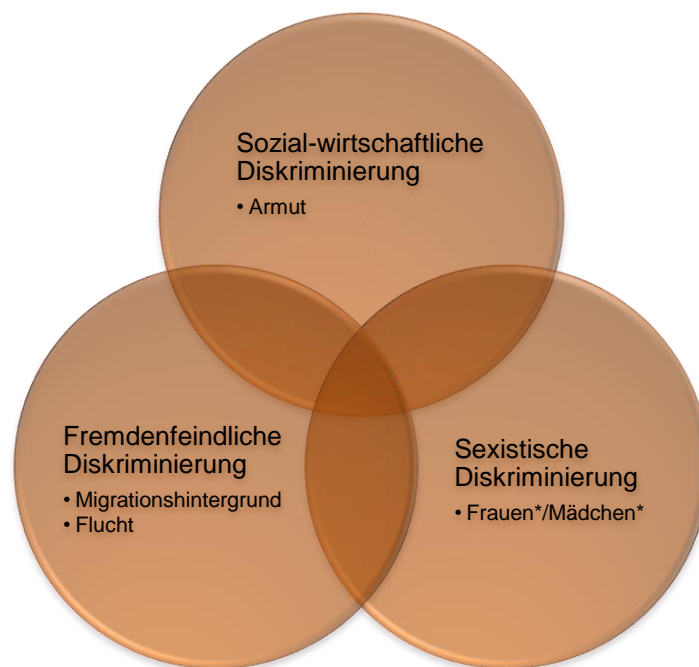 Sozial-wirtschaftliche
Diskriminierung
• Armut
Fremdenfeindliche
Diskriminierung
• Migrationshintergrund
• Flucht
Sexistische
Diskriminierung
• Frauen*/Mädchen*